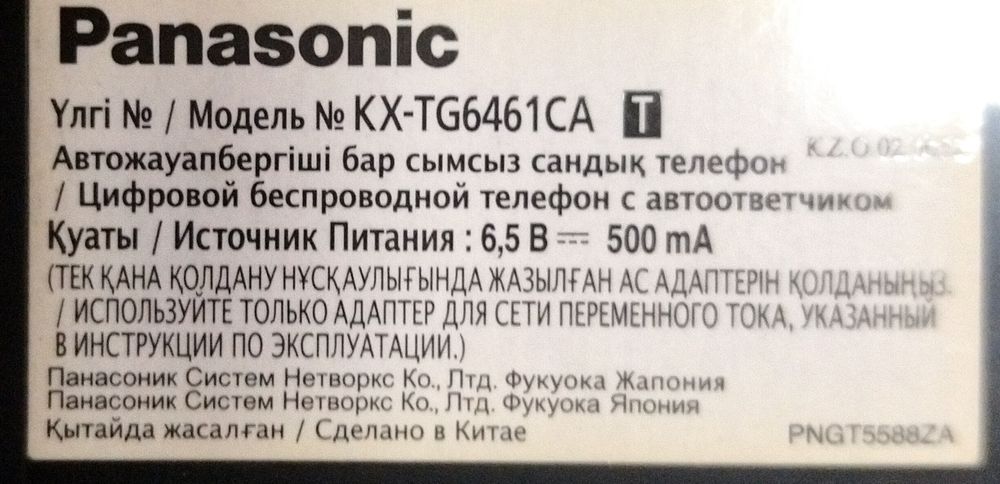 Panasonic
Үлгі № / Модель № KX-TG6461CA T
Автожауапбергіші бар сымсыз сандық телефон
/ Цифровой беспроводной телефон с автоответчиком
Қуаты / Источник Питания : 6,5 В ⎓ 500 mA
(ТЕК ҚАНА ҚОЛДАНУ НҰСҚАУЛЫҒЫНДА ЖАЗЫЛҒАН АС АДАПТЕРІН ҚОЛДАНЫҢЫЗ.
/ ИСПОЛЬЗУЙТЕ ТОЛЬКО АДАПТЕР ДЛЯ СЕТИ ПЕРЕМЕННОГО ТОКА, УКАЗАННЫЙ
В ИНСТРУКЦИИ ПО ЭКСПЛУАТАЦИИ.)
Панасоник Систем Нетворкс Ко., Лтд. Фукуока Жапония
Панасоник Систем Нетворкс Ко., Лтд. Фукуока Япония
Қытайда жасалған / Сделано в Китае PNGT5588ZA